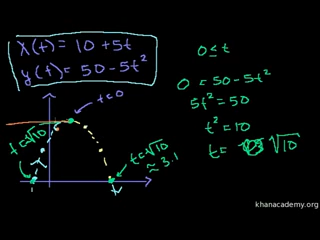 x(t) = 10 + 5t
y(t) = 50 - 5t²
0 ≤ t
0 = 50 - 5t²
5t² = 50
t² = 10
t = √10
t=0
t=-√10
t=√10
≈ 3.1
khanacademy.org